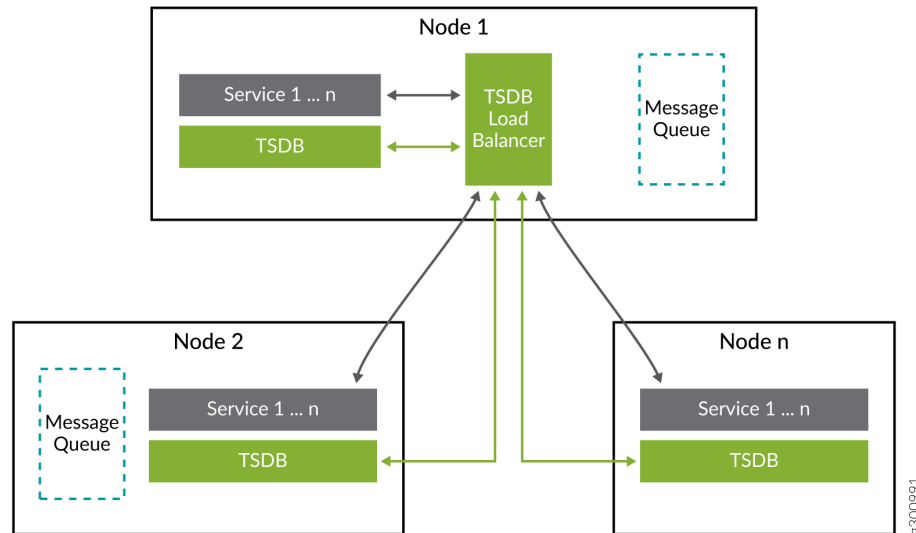 Node 1
Service 1 ... n
TSDB
TSDB
Load
Balancer
Message
Queue
Node 2
Message
Queue
Service 1 ... n
TSDB
Node n
Service 1 ... n
TSDB